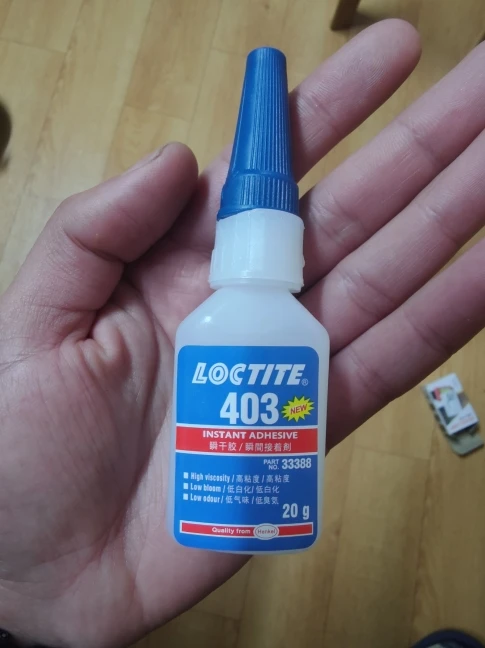 LOCTITE®
403 NEW
INSTANT ADHESIVE
瞬干胶/瞬間接着剤
PART NO. 33388
■ High viscosity/高粘度/高粘度
■ Low bloom/低白化/低白化
■ Low odour/低气味/低臭気
20 g
Quality from Henkel